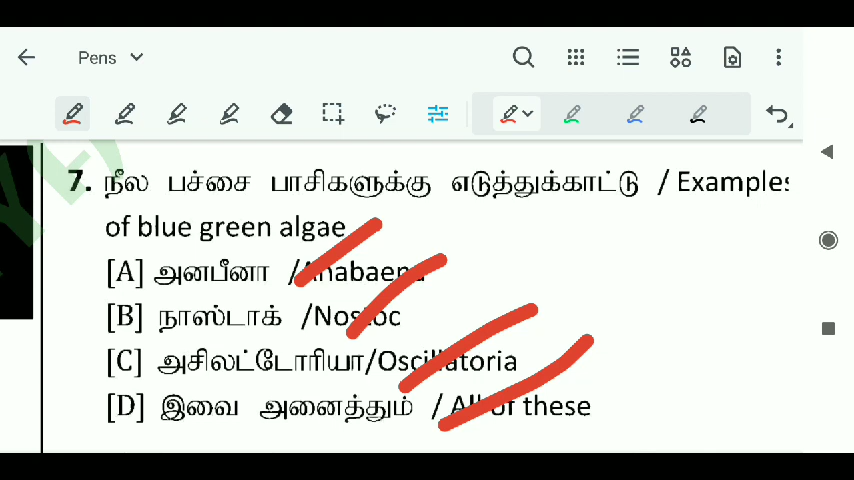 Pens
7. நீல பச்சை பாசிகளுக்கு எடுத்துக்காட்டு / Examples
of blue green algae
[A] அனபீனா /Anabaena
[B] நாஸ்டாக் /Nostoc
[C] அசிலட்டோரியா/Oscillatoria
[D] இவை அனைத்தும் / All of these